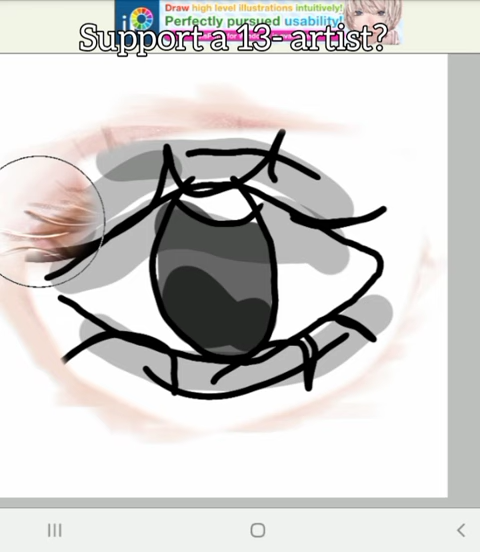 Draw high level illustrations intuitively!
Perfectly pursued usability!
Support a 13- artist?